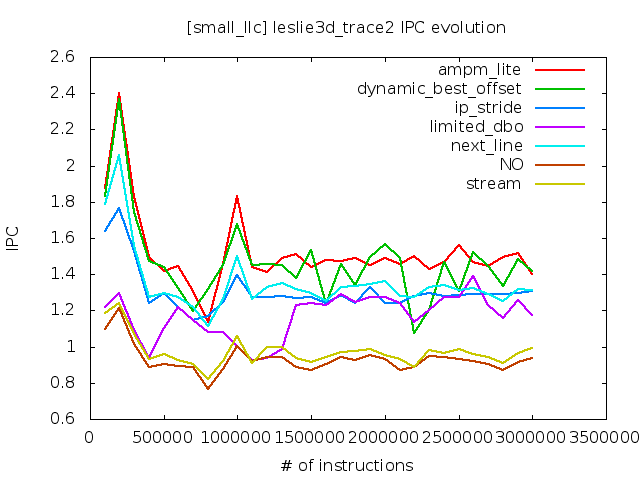 [small_llc] leslie3d_trace2 IPC evolution
2.6
2.4
2.2
2
1.8
1.6
1.4
1.2
1
0.8
0.6
IPC
ampm_lite
dynamic_best_offset
ip_stride
limited_dbo
next_line
NO
stream
0 500000 1000000 1500000 2000000 2500000 3000000 3500000
# of instructions